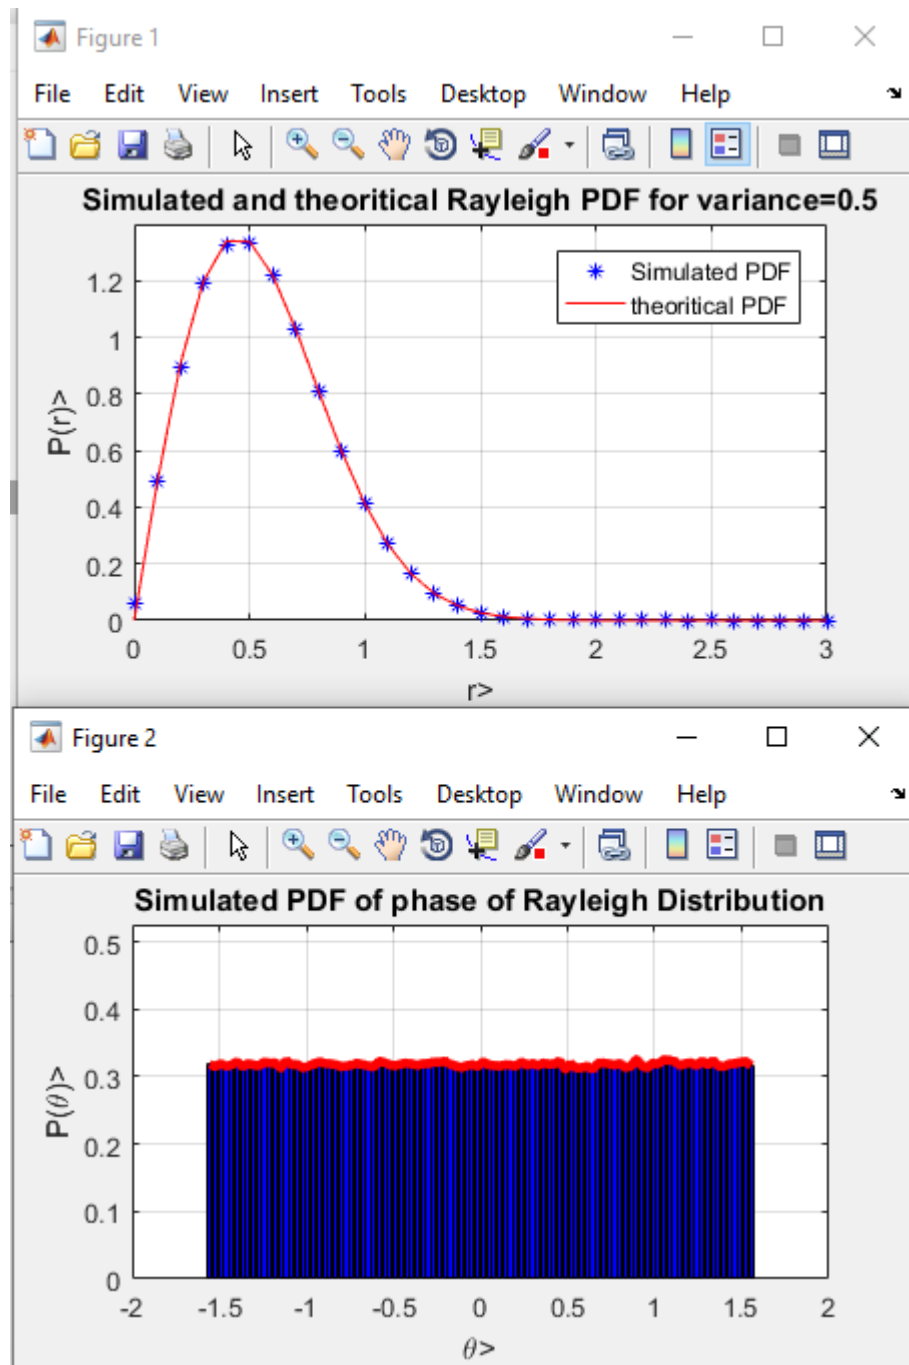 Figure 1
File Edit View Insert Tools Desktop Window Help
Simulated and theoritical Rayleigh PDF for variance=0.5
Simulated PDF
theoritical PDF
P(r)>
1.2
1
0.8
0.6
0.4
0.2
0
0 0.5 1 1.5 2 2.5 3
r>
Figure 2
File Edit View Insert Tools Desktop Window Help
Simulated PDF of phase of Rayleigh Distribution
P(θ)>
0.5
0.4
0.3
0.2
0.1
0
-2 -1.5 -1 -0.5 0 0.5 1 1.5 2
θ>